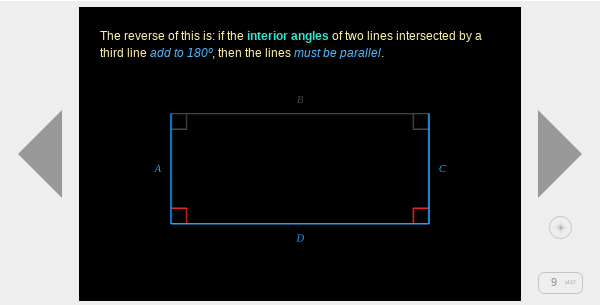 The reverse of this is: if the interior angles of two lines intersected by a
third line add to 180º, then the lines must be parallel.
B
A
C
D
9 of27